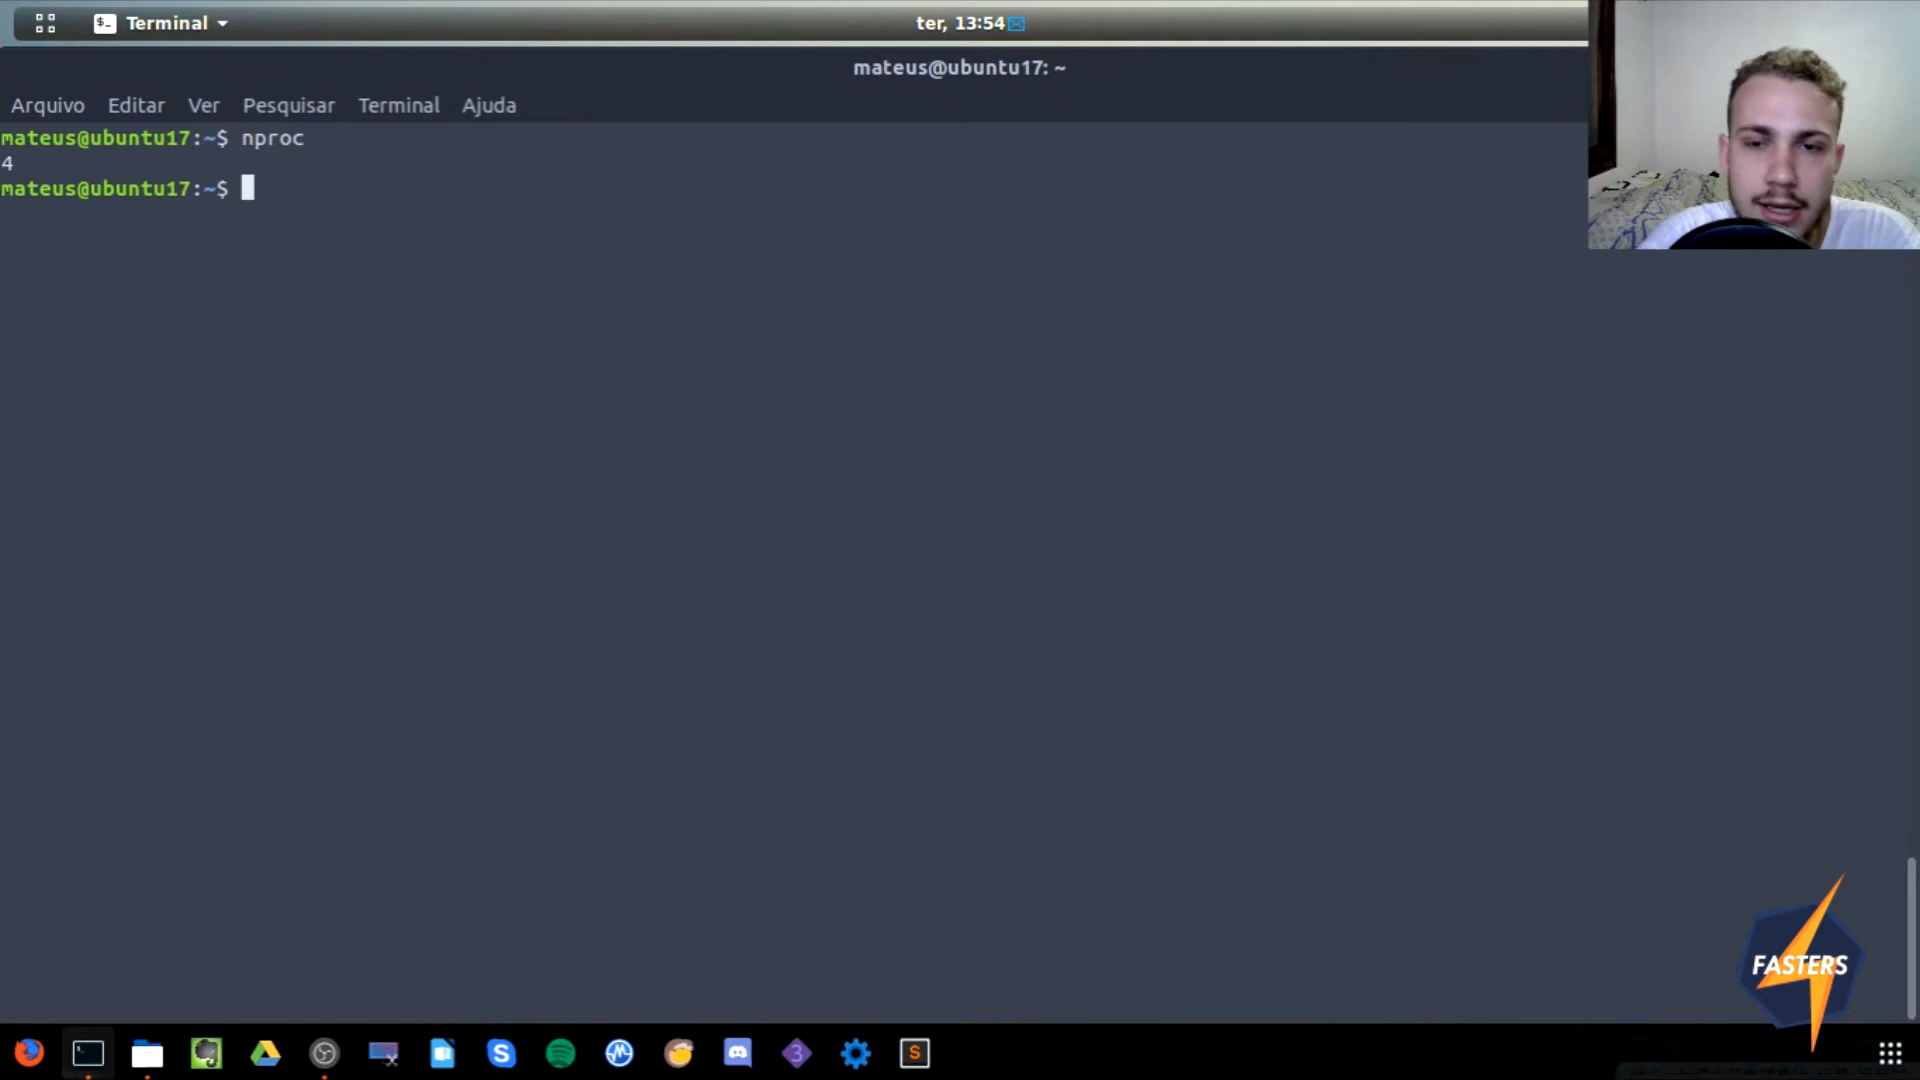 Terminal
ter, 13:54
mateus@ubuntu17: ~
Arquivo Editar Ver Pesquisar Terminal Ajuda
mateus@ubuntu17:~$ nproc
4
mateus@ubuntu17:~$
FASTERS